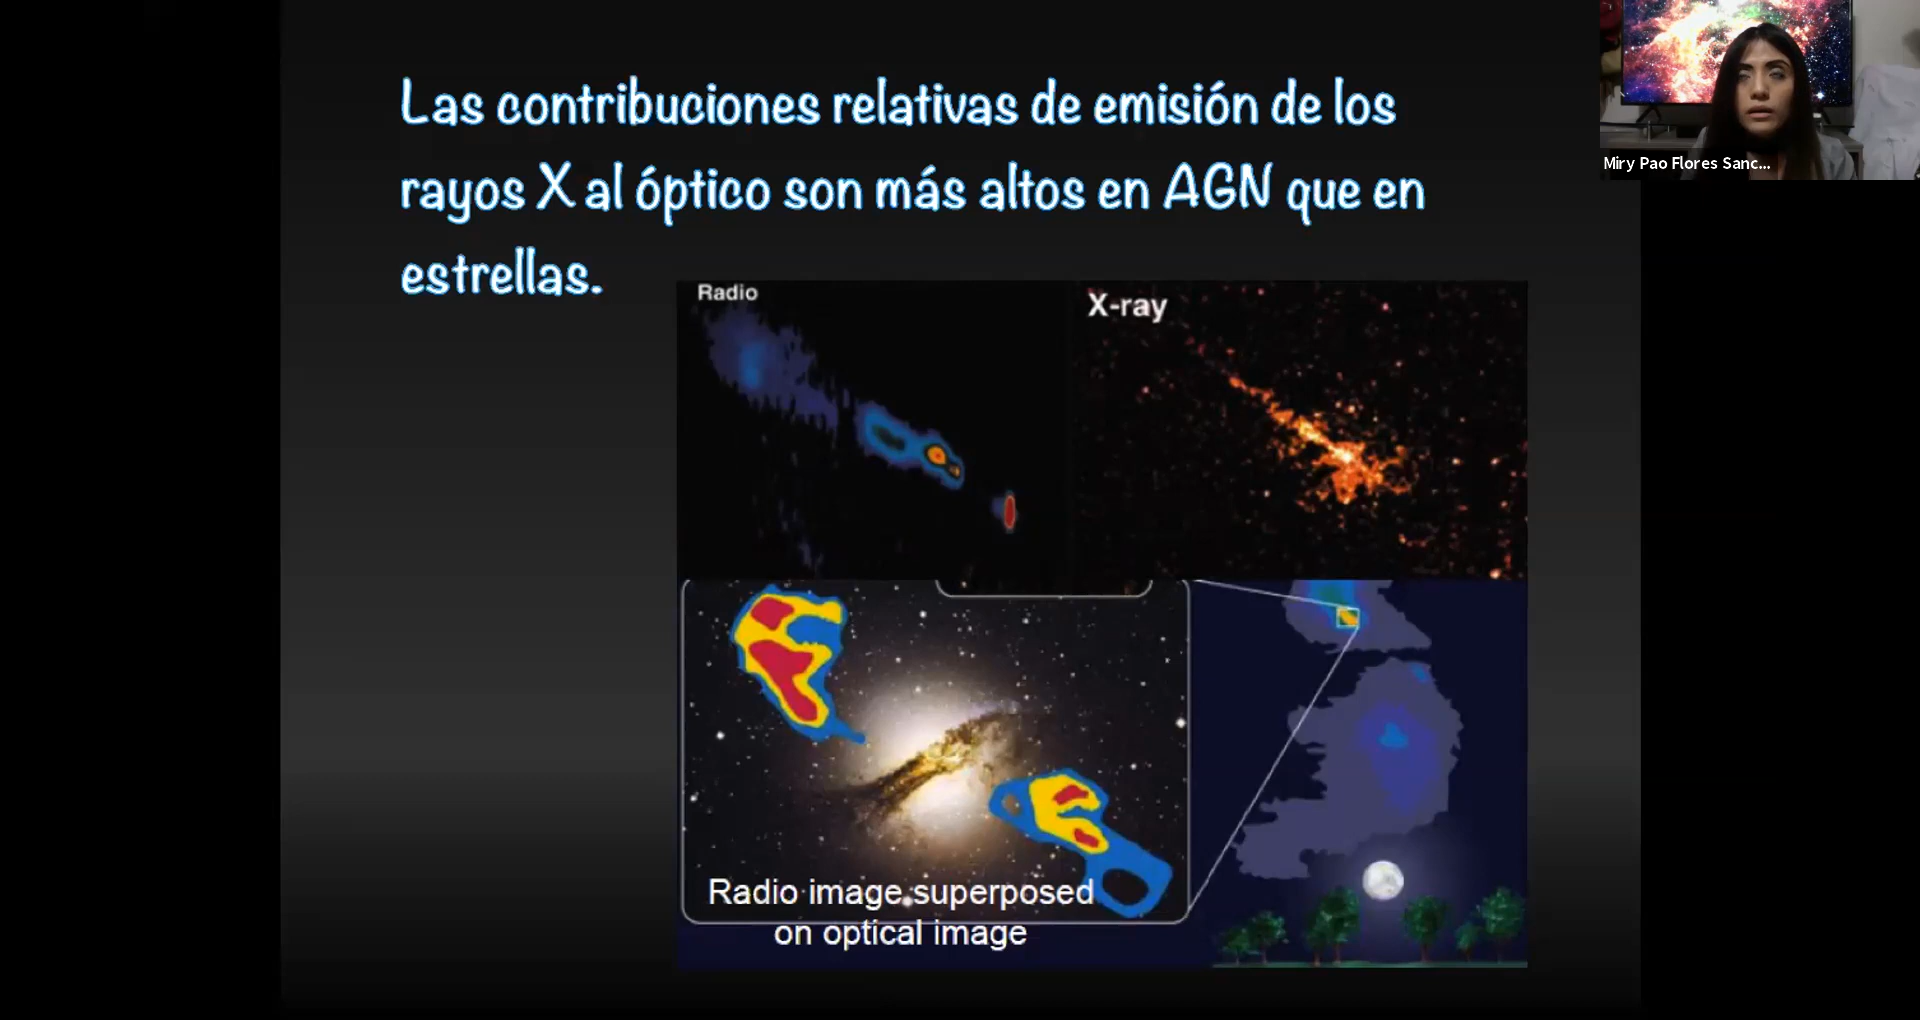 Las contribuciones relativas de emisión de los
rayos X al óptico son más altos en AGN que en
estrellas.
Radio
X-ray
Radio image superposed
on optical image
Miry Pao Flores Sanc...